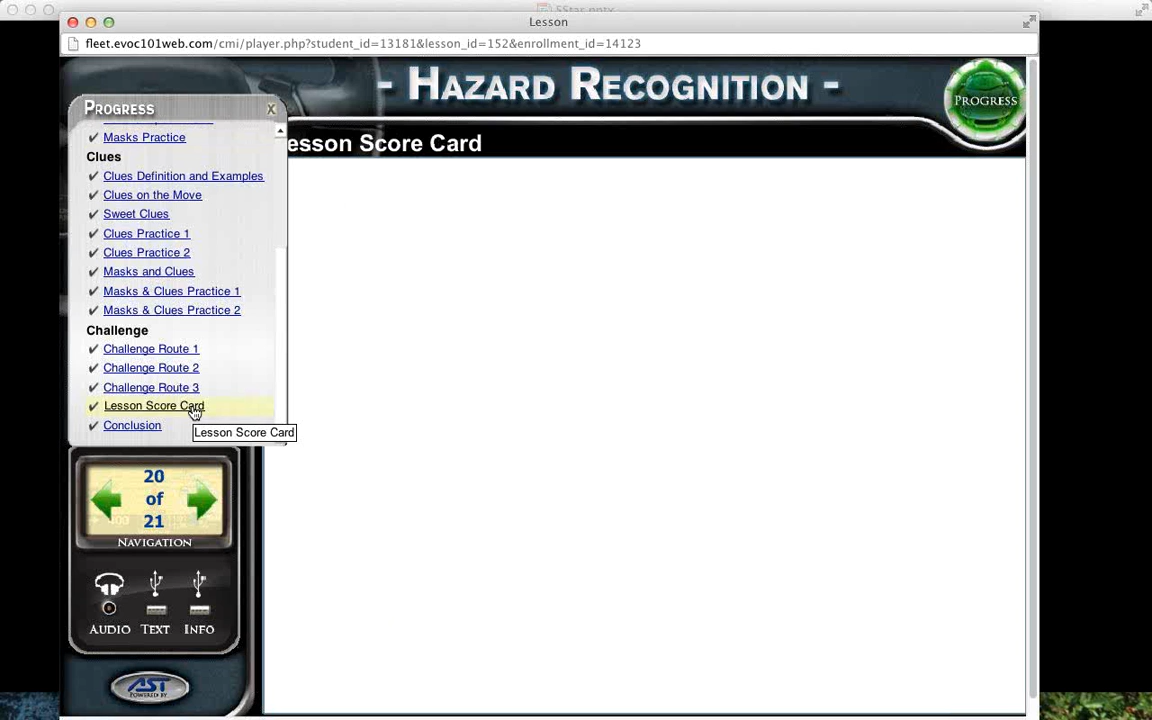 Lesson
fleet.evoc101web.com/cmi/player.php?student_id=13181&lesson_id=152&enrollment_id=14123
- HAZARD RECOGNITION -
PROGRESS
PROGRESS X
esson Score Card
Masks Practice
Clues
Clues Definition and Examples
Clues on the Move
Sweet Clues
Clues Practice 1
Clues Practice 2
Masks and Clues
Masks & Clues Practice 1
Masks & Clues Practice 2
Challenge
Challenge Route 1
Challenge Route 2
Challenge Route 3
Lesson Score Card
Lesson Score Card
Conclusion
20
of
21
NAVIGATION
AUDIO TEXT INFO
AST
POWERED BY